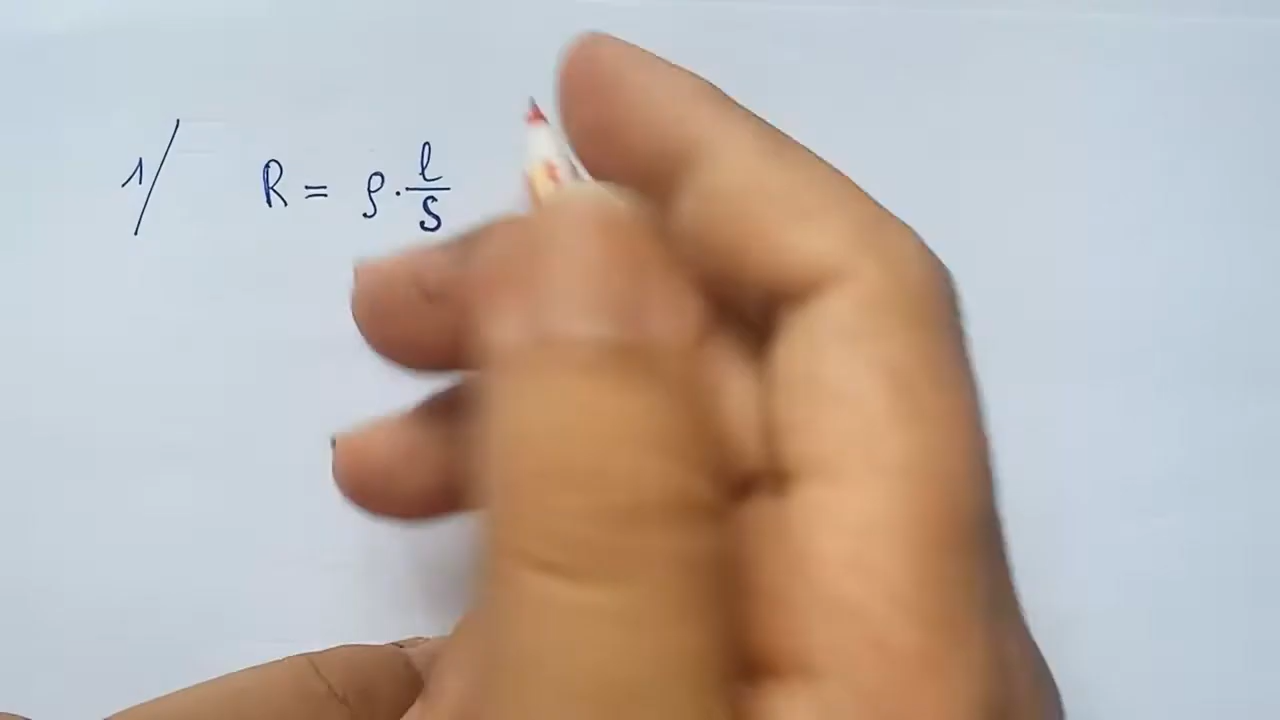 1/ R = ρ · l/S